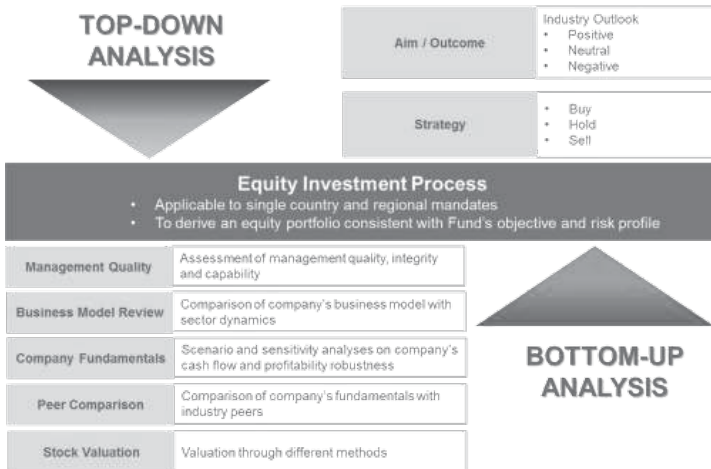 TOP-DOWN
ANALYSIS
Aim / Outcome
Industry Outlook
• Positive
• Neutral
• Negative
Strategy
• Buy
• Hold
• Sell
Equity Investment Process
• Applicable to single country and regional mandates
• To derive an equity portfolio consistent with Fund's objective and risk profile
Management Quality
Assessment of management quality, integrity
and capability
Business Model Review
Comparison of company's business model with
sector dynamics
Company Fundamentals
Scenario and sensitivity analyses on company's
cash flow and profitability robustness
Peer Comparison
Comparison of company's fundamentals with
industry peers
Stock Valuation
Valuation through different methods
BOTTOM-UP
ANALYSIS